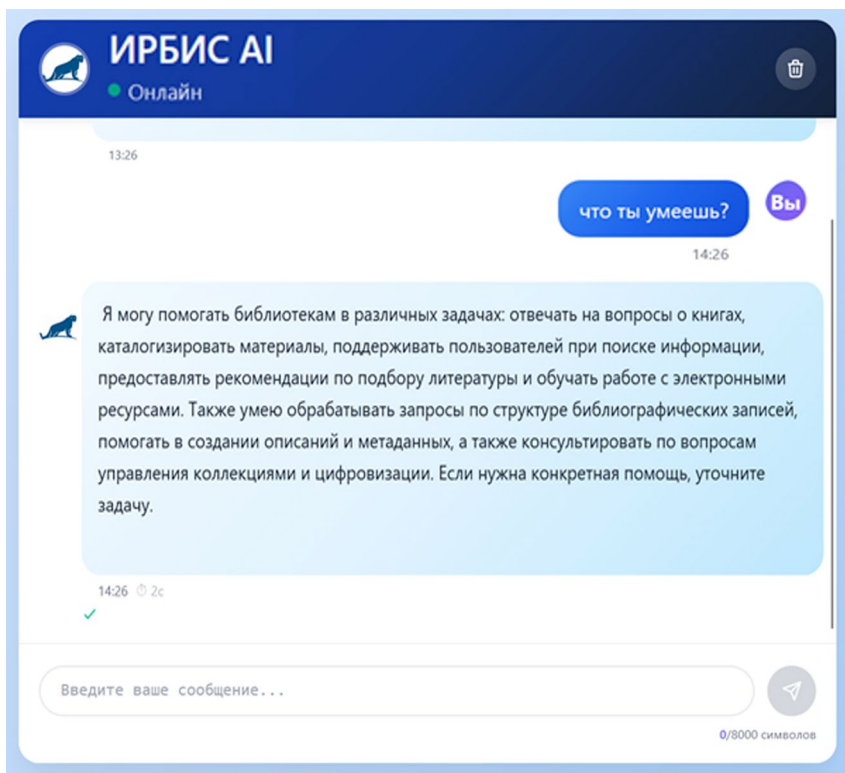 ИРБИС AI
Онлайн
13:26
что ты умеешь?
Вы
14:26
Я могу помогать библиотекам в различных задачах: отвечать на вопросы о книгах,
каталогизировать материалы, поддерживать пользователей при поиске информации,
предоставлять рекомендации по подбору литературы и обучать работе с электронными
ресурсами. Также умею обрабатывать запросы по структуре библиографических записей,
помогать в создании описаний и метаданных, а также консультировать по вопросам
управления коллекциями и цифровизации. Если нужна конкретная помощь, уточните
задачу.
14:26 2с
Введите ваше сообщение...
0/8000 символов